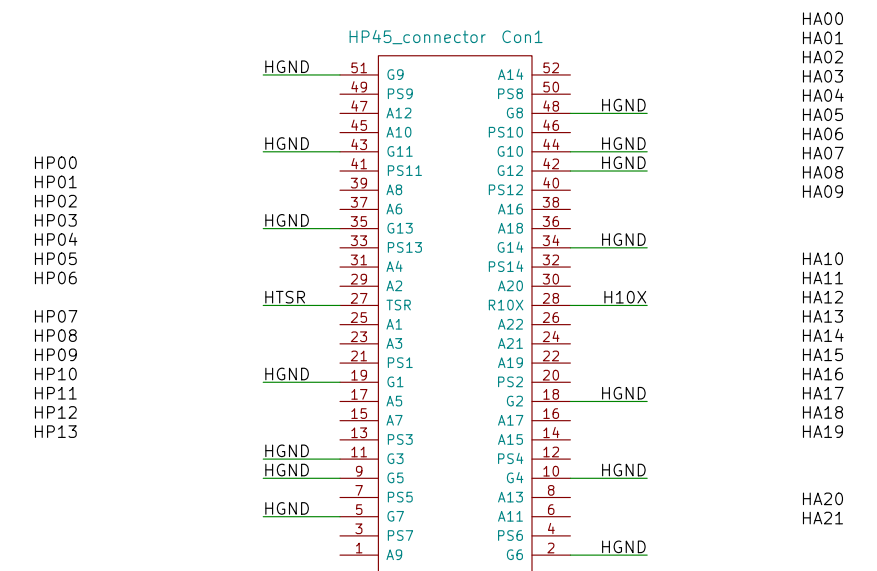 HA00
HP45_connector Con1
HA01
HA02
HGND 51 G9 A14 52
HA03
49 PS9 PS8 50
HA04
47 A12 G8 48 HGND
HA05
45 A10 PS10 46
HA06
HGND 43 G11 G10 44 HGND
HA07
HP00
41 PS11 G12 42 HGND
HA08
HP01
39 A8 PS12 40
HA09
HP02
37 A6 A16 38
HP03
HGND 35 G13 A18 36
HP04
33 PS13 G14 34 HGND
HP05
31 A4 PS14 32
HA10
HP06
29 A2 A20 30
HA11
HTSR 27 TSR R10X 28 H10X
HA12
HP07
25 A1 A22 26
HA13
HP08
23 A3 A21 24
HA14
HP09
21 PS1 A19 22
HA15
HP10
HGND 19 G1 PS2 20
HA16
HP11
17 A5 G2 18 HGND
HA17
HP12
15 A7 A17 16
HA18
HP13
13 PS3 A15 14
HA19
HGND 11 G3 PS4 12
HGND 9 G5 G4 10 HGND
7 PS5 A13 8
HA20
HGND 5 G7 A11 6
HA21
3 PS7 PS6 4
1 A9 G6 2 HGND